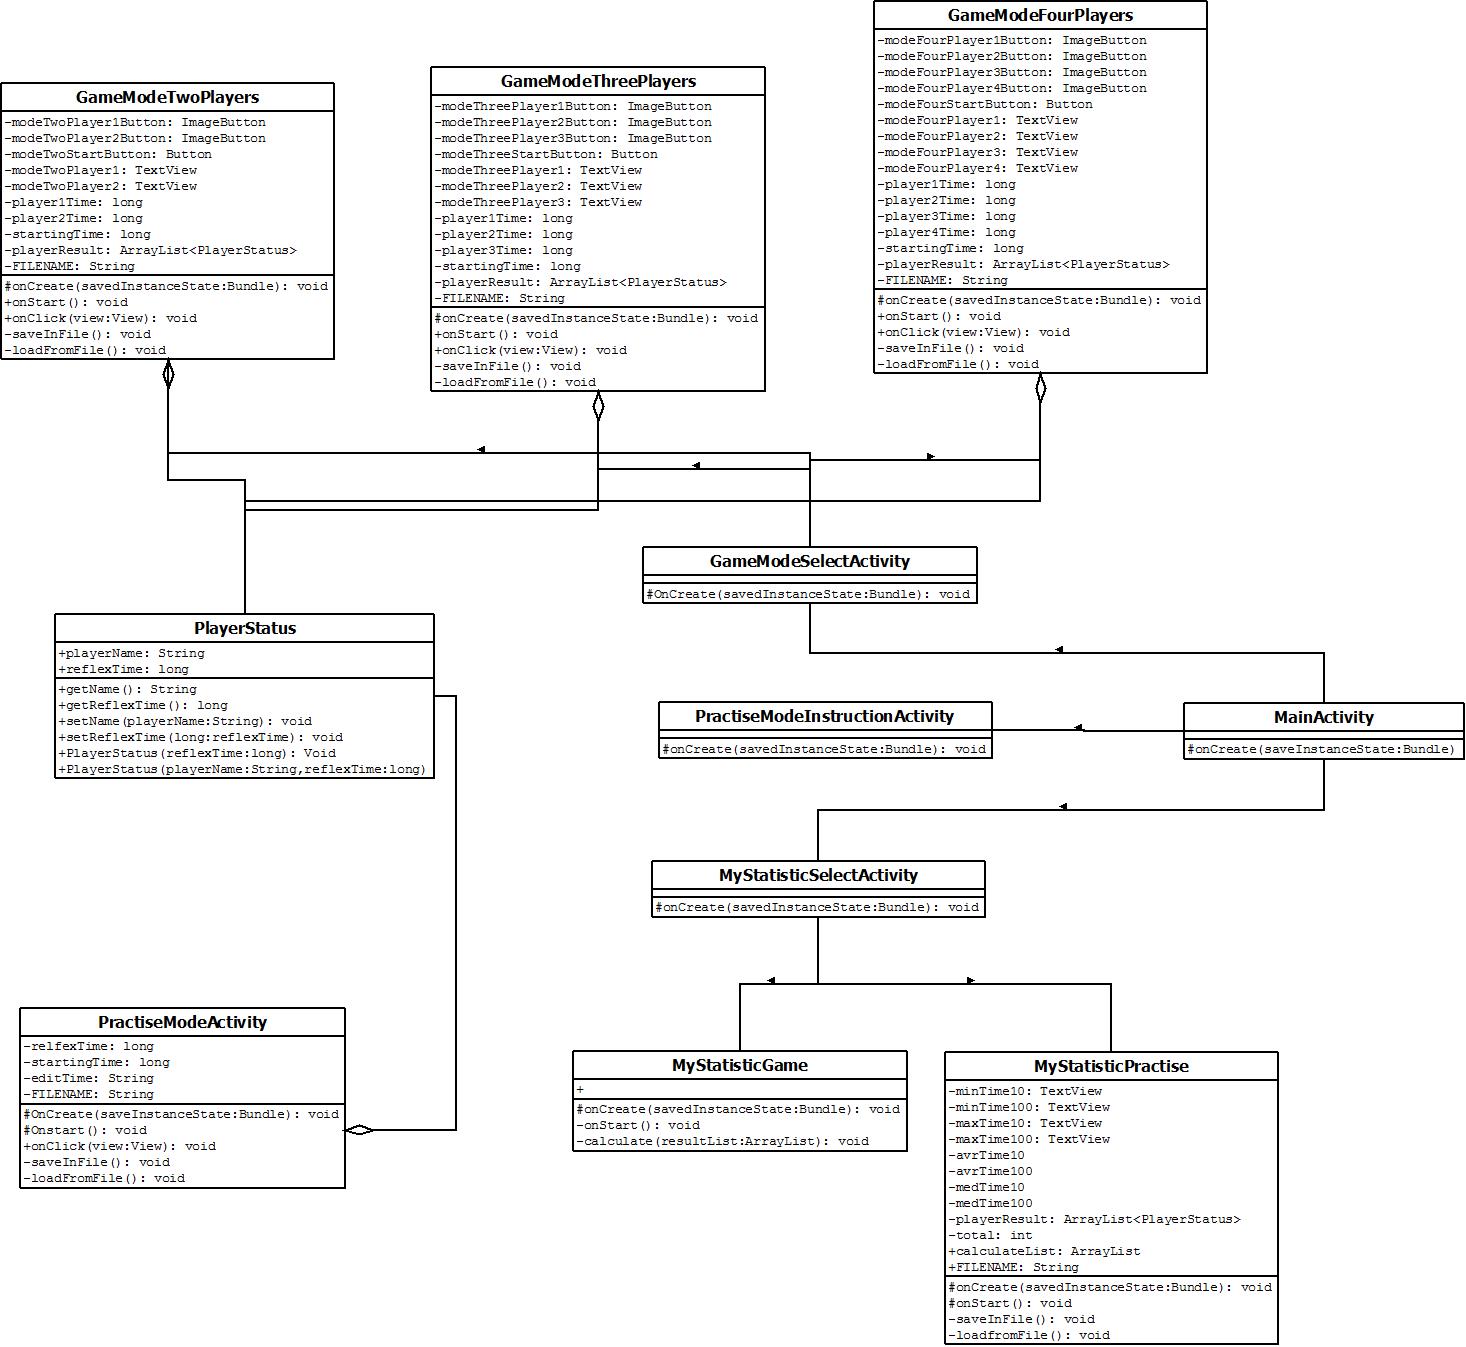 GameModeTwoPlayers
-modeTwoPlayer1Button: ImageButton
-modeTwoPlayer2Button: ImageButton
-modeTwoStartButton: Button
-modeTwoPlayer1: TextView
-modeTwoPlayer2: TextView
-player1Time: long
-player2Time: long
-startingTime: long
-playerResult: ArrayList<PlayerStatus>
-FILENAME: String
#onCreate(savedInstanceState:Bundle): void
+onStart(): void
+onClick(view:View): void
-saveInFile(): void
-loadFromFile(): void
GameModeThreePlayers
-modeThreePlayer1Button: ImageButton
-modeThreePlayer2Button: ImageButton
-modeThreePlayer3Button: ImageButton
-modeThreeStartButton: Button
-modeThreePlayer1: TextView
-modeThreePlayer2: TextView
-modeThreePlayer3: TextView
-player1Time: long
-player2Time: long
-player3Time: long
-startingTime: long
-playerResult: ArrayList<PlayerStatus>
-FILENAME: String
#onCreate(savedInstanceState:Bundle): void
+onStart(): void
+onClick(view:View): void
-saveInFile(): void
-loadFromFile(): void
GameModeFourPlayers
-modeFourPlayer1Button: ImageButton
-modeFourPlayer2Button: ImageButton
-modeFourPlayer3Button: ImageButton
-modeFourPlayer4Button: ImageButton
-modeFourStartButton: Button
-modeFourPlayer1: TextView
-modeFourPlayer2: TextView
-modeFourPlayer3: TextView
-modeFourPlayer4: TextView
-player1Time: long
-player2Time: long
-player3Time: long
-player4Time: long
-startingTime: long
-playerResult: ArrayList<PlayerStatus>
-FILENAME: String
#onCreate(savedInstanceState:Bundle): void
+onStart(): void
+onClick(view:View): void
-saveInFile(): void
-loadFromFile(): void
GameModeSelectActivity
#OnCreate(savedInstanceState:Bundle): void
PlayerStatus
+playerName: String
+reflexTime: long
+getName(): String
+getReflexTime(): long
+setName(playerName:String): void
+setReflexTime(long:reflexTime): void
+PlayerStatus(reflexTime:long): Void
+PlayerStatus(playerName:String,reflexTime:long)
PractiseModeInstructionActivity
#onCreate(savedInstanceState:Bundle): void
MainActivity
#onCreate(saveInstanceState:Bundle)
MyStatisticSelectActivity
#onCreate(savedInstanceState:Bundle): void
PractiseModeActivity
-relfexTime: long
-startingTime: long
-editTime: String
-FILENAME: String
#OnCreate(saveInstanceState:Bundle): void
#Onstart(): void
+onClick(view:View): void
-saveInFile(): void
-loadFromFile(): void
MyStatisticGame
+
#onCreate(savedInstanceState:Bundle): void
-onStart(): void
-calculate(resultList:ArrayList): void
MyStatisticPractise
-minTime10: TextView
-minTime100: TextView
-maxTime10: TextView
-maxTime100: TextView
-avrTime10
-avrTime100
-medTime10
-medTime100
-playerResult: ArrayList<PlayerStatus>
-total: int
+calculateList: ArrayList
+FILENAME: String
#onCreate(savedInstanceState:Bundle): void
#onStart(): void
-saveInFile(): void
-loadfromFile(): void